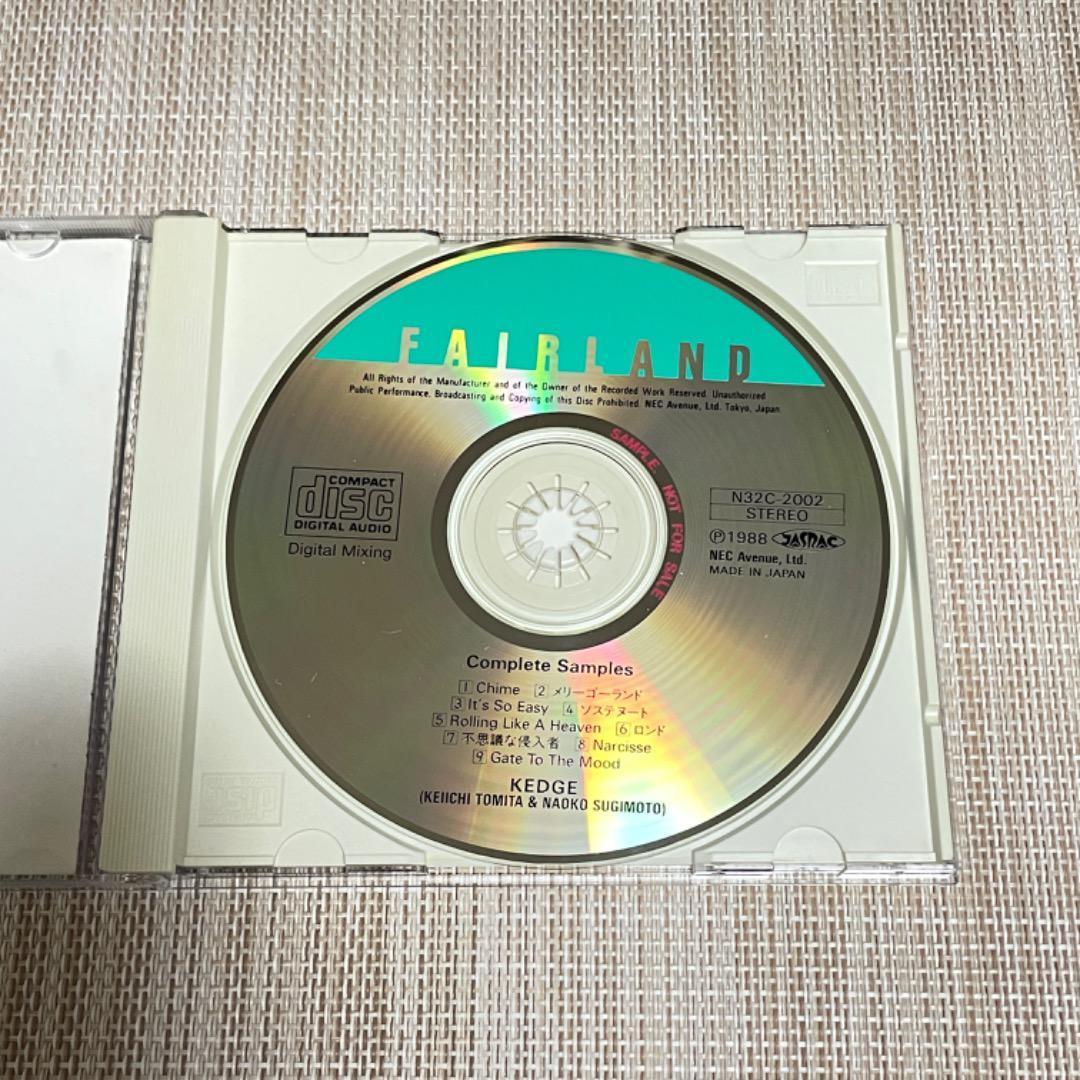 FAIRLAND
All Rights of the Manufacturer and of the Owner of the Recorded Work Reserved. Unauthorized
Public Performance, Broadcasting and Copying of this Disc Prohibited. NEC Avenue, Ltd. Tokyo, Japan
SAMPLE NOT FOR SALE
COMPACT
disc
DIGITAL AUDIO
Digital Mixing
N32C-2002
STEREO
Ⓟ1988 JASRAC
NEC Avenue, Ltd.
MADE IN JAPAN
Complete Samples
1 Chime 2 メリーゴーランド
3 It's So Easy 4 ソステヌート
5 Rolling Like A Heaven 6 ロンド
7 不思議な侵入者 8 Narcisse
9 Gate To The Mood
KEDGE
(KEIICHI TOMITA & NAOKO SUGIMOTO)